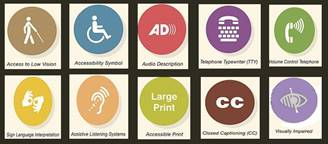 Access to Low Vision
Accessibility Symbol
AD
Audio Description
Telephone Typewriter (TTY)
Volume Control Telephone
Sign Language Interpretation
Assistive Listening Systems
Large
Print
Accessible Print
CC
Closed Captioning (CC)
Visually Impaired